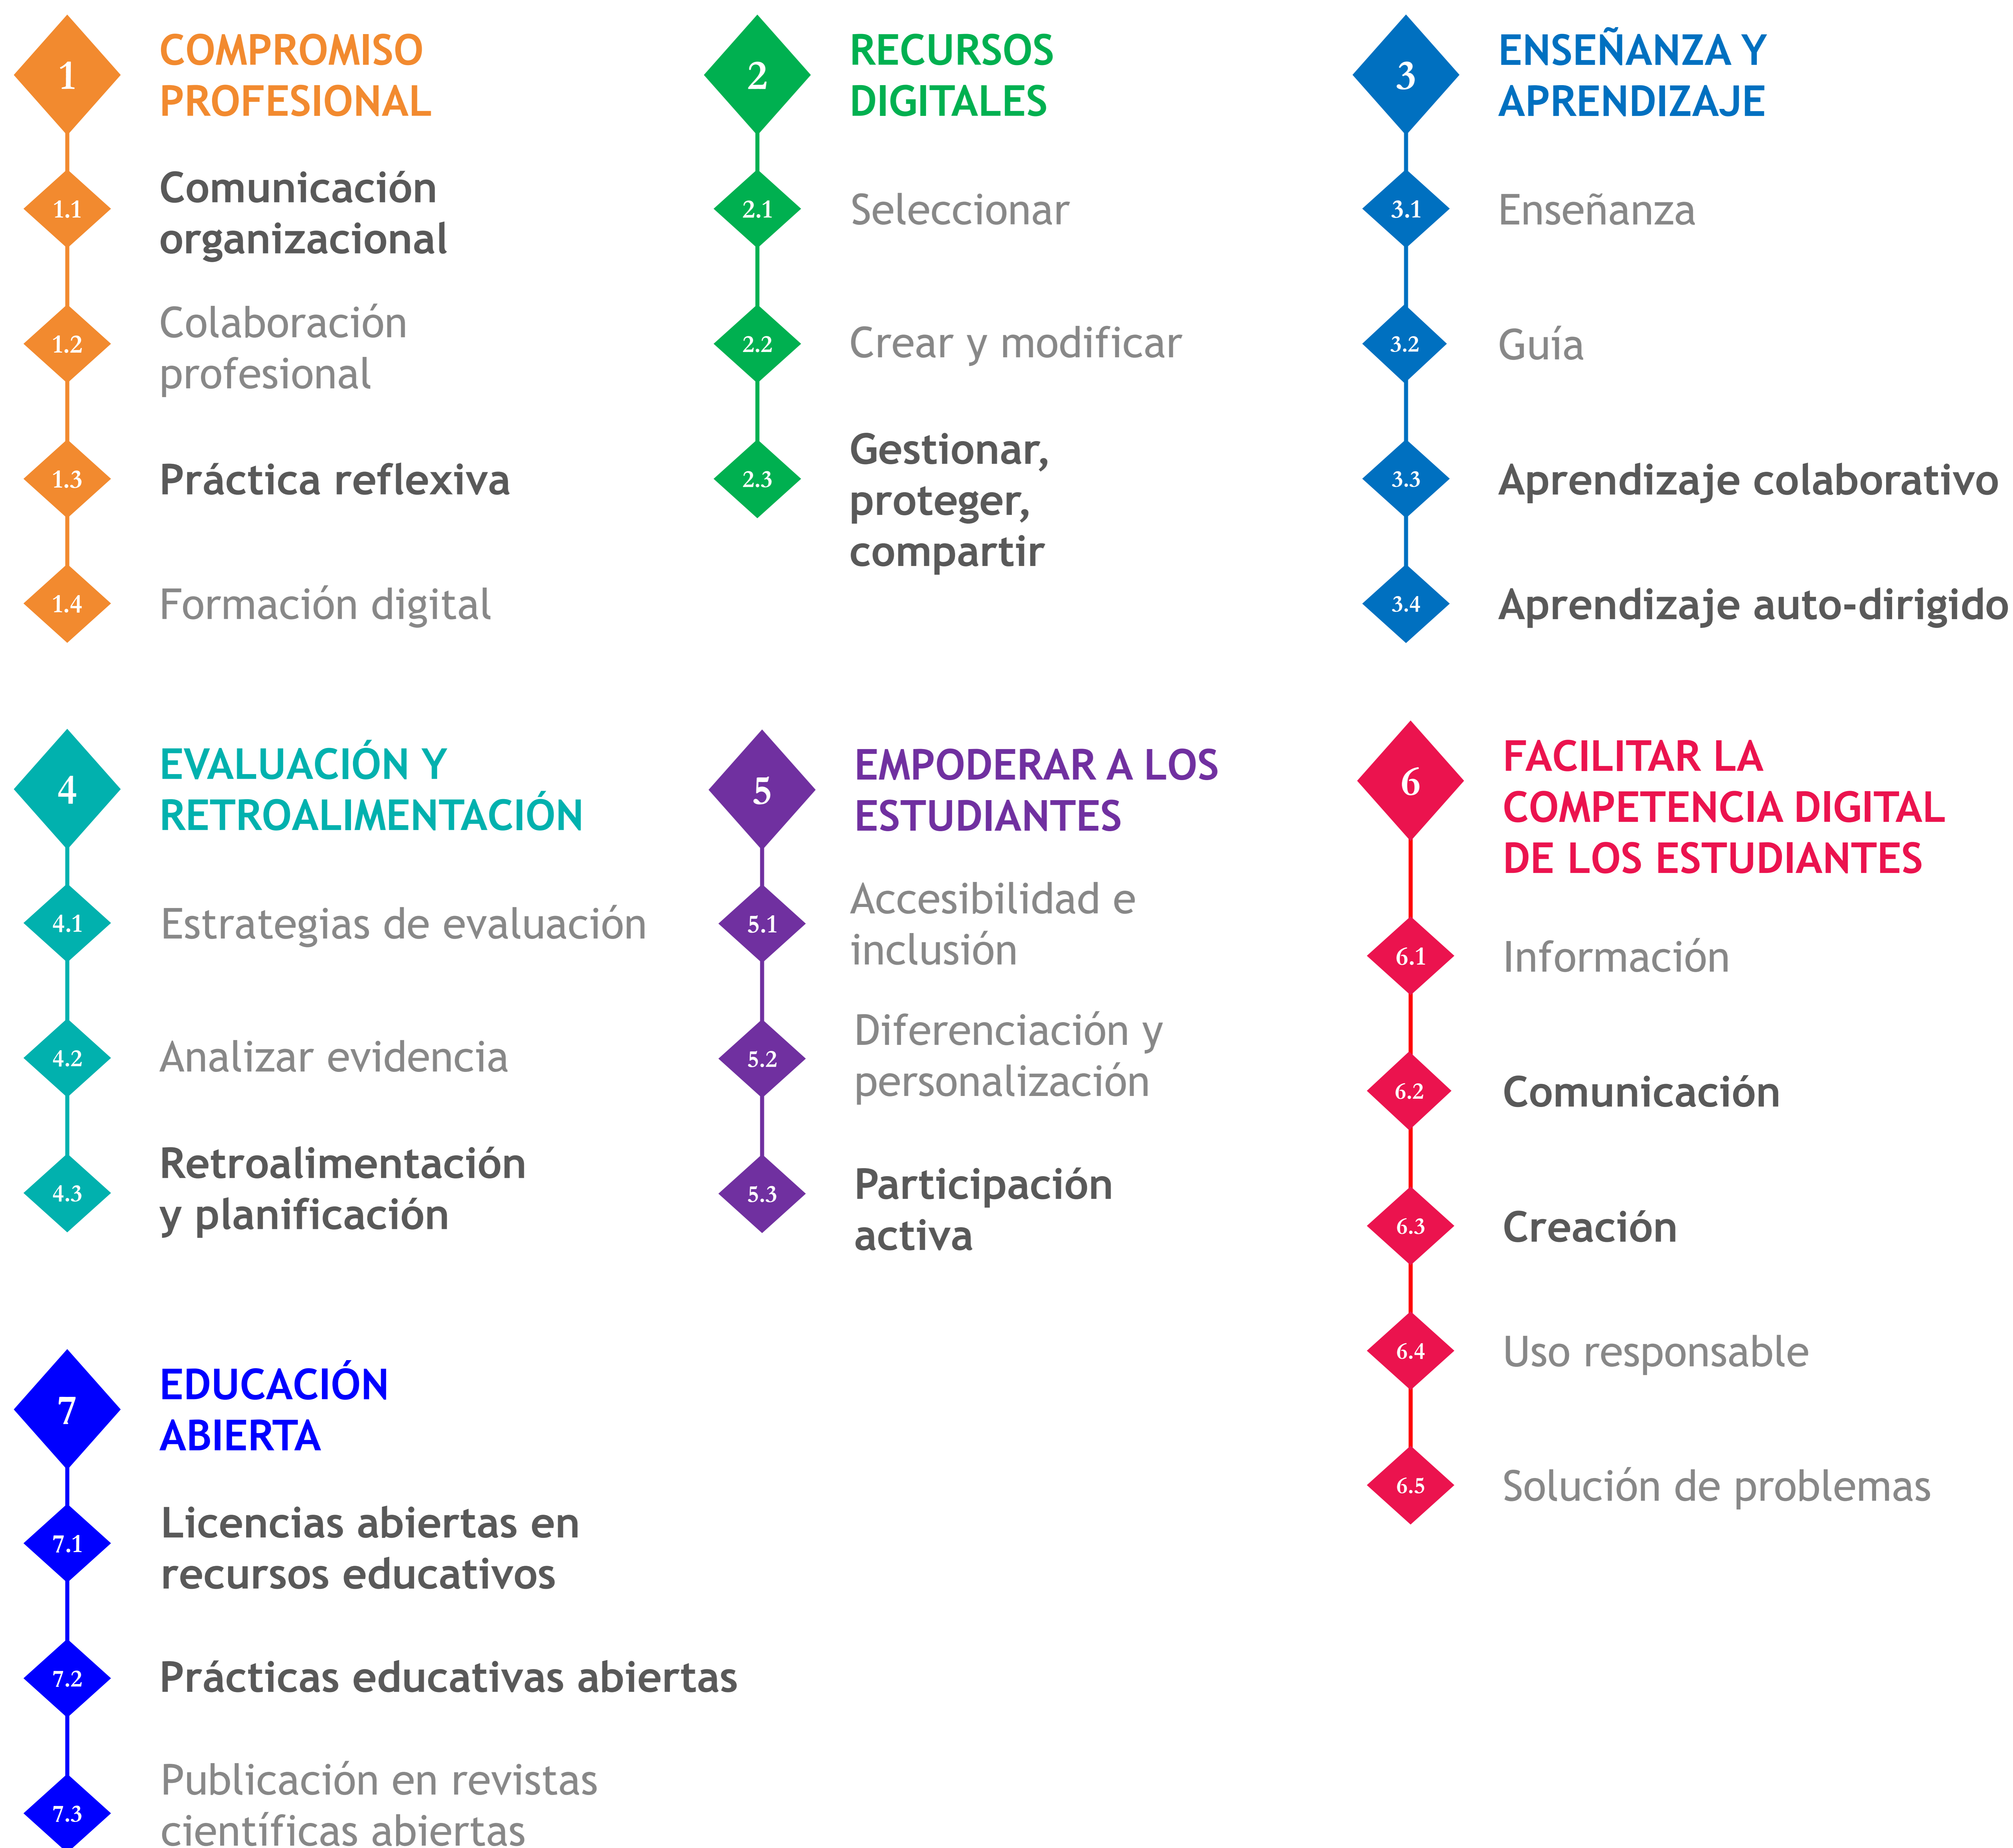 1
COMPROMISO
PROFESIONAL
1.1
Comunicación
organizacional
1.2
Colaboración
profesional
1.3
Práctica reflexiva
1.4
Formación digital
2
RECURSOS
DIGITALES
2.1
Seleccionar
2.2
Crear y modificar
2.3
Gestionar,
proteger,
compartir
3
ENSEÑANZA Y
APRENDIZAJE
3.1
Enseñanza
3.2
Guía
3.3
Aprendizaje colaborativo
3.4
Aprendizaje auto-dirigido
4
EVALUACIÓN Y
RETROALIMENTACIÓN
4.1
Estrategias de evaluación
4.2
Analizar evidencia
4.3
Retroalimentación
y planificación
5
EMPODERAR A LOS
ESTUDIANTES
5.1
Accesibilidad e
inclusión
5.2
Diferenciación y
personalización
5.3
Participación
activa
6
FACILITAR LA
COMPETENCIA DIGITAL
DE LOS ESTUDIANTES
6.1
Información
6.2
Comunicación
6.3
Creación
6.4
Uso responsable
6.5
Solución de problemas
7
EDUCACIÓN
ABIERTA
7.1
Licencias abiertas en
recursos educativos
7.2
Prácticas educativas abiertas
7.3
Publicación en revistas
científicas abiertas